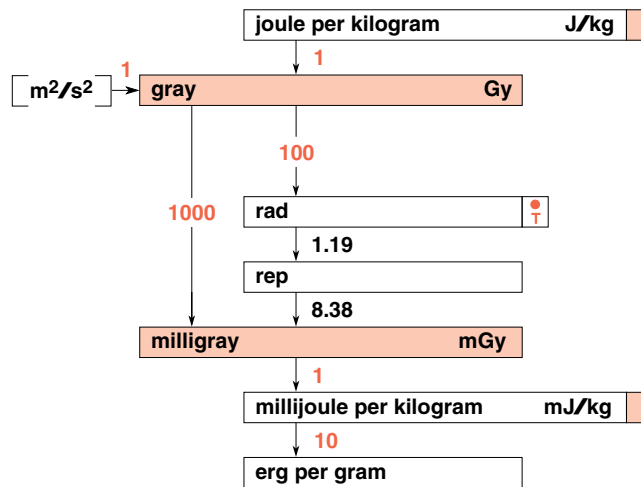 joule per kilogram J/kg
1
1
[m²/s²]
gray Gy
100
1000
rad
T
1.19
rep
8.38
milligray mGy
1
millijoule per kilogram mJ/kg
10
erg per gram